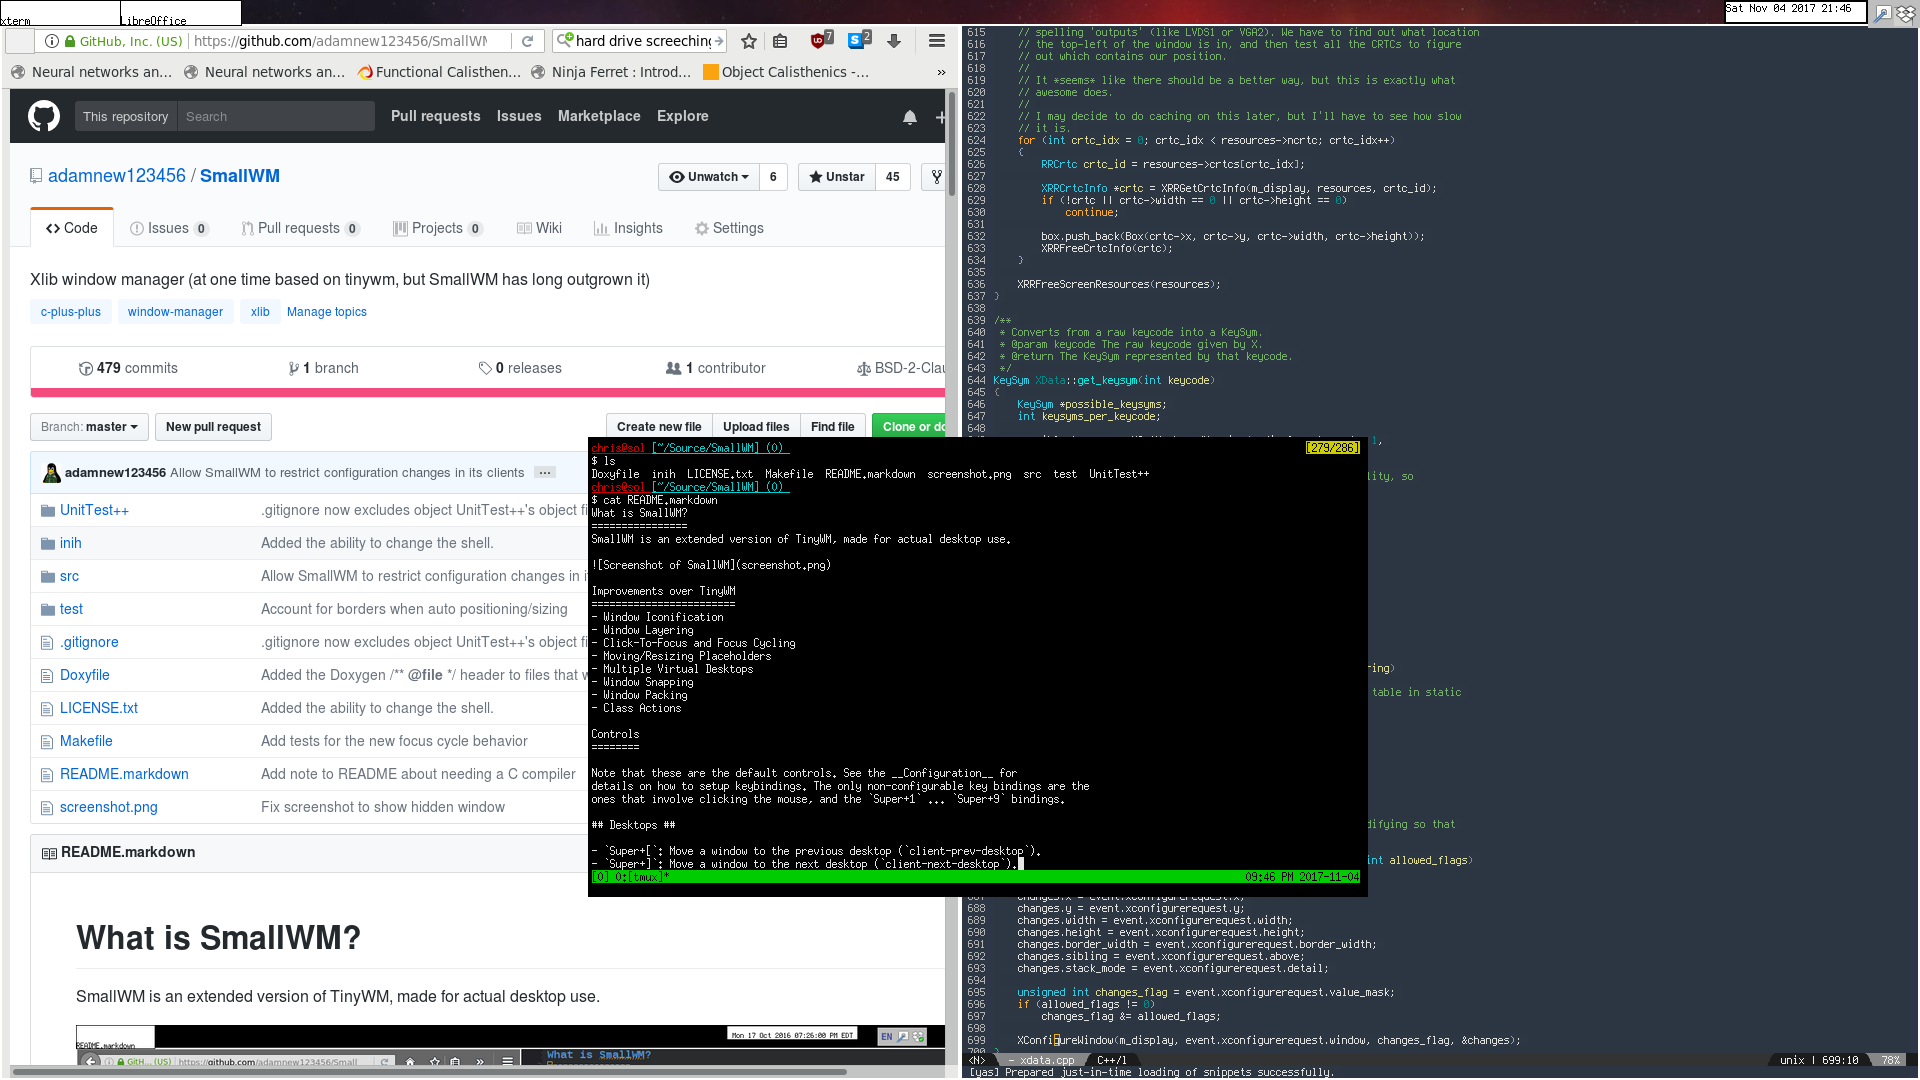 xterm
LibreOffice
Sat Nov 04 2017 21:46
GitHub, Inc. (US)
https://github.com/adamnew123456/SmallWM
hard drive screeching
7
2
Neural networks an...
Neural networks an...
Functional Calisthen...
Ninja Ferret : Introd...
Object Calisthenics -...
»
This repository
Search
Pull requests
Issues
Marketplace
Explore
adamnew123456 / SmallWM
Unwatch
6
Unstar
45
Code
Issues 0
Pull requests 0
Projects 0
Wiki
Insights
Settings
Xlib window manager (at one time based on tinywm, but SmallWM has long outgrown it)
c-plus-plus
window-manager
xlib
Manage topics
479 commits
1 branch
0 releases
1 contributor
BSD-2-Clau
Branch: master
New pull request
Create new file
Upload files
Find file
Clone or do
adamnew123456 Allow SmallWM to restrict configuration changes in its clients ...
UnitTest++ .gitignore now excludes object UnitTest++'s object fi
inih Added the ability to change the shell.
src Allow SmallWM to restrict configuration changes in i
test Account for borders when auto positioning/sizing
.gitignore .gitignore now excludes object UnitTest++'s object fi
Doxyfile Added the Doxygen /** @file */ header to files that w
LICENSE.txt Added the ability to change the shell.
Makefile Add tests for the new focus cycle behavior
README.markdown Add note to README about needing a C compiler
screenshot.png Fix screenshot to show hidden window
README.markdown
What is SmallWM?
SmallWM is an extended version of TinyWM, made for actual desktop use.
README.markdown
Mon 17 Oct 2016 07:26:00 PM EDT
EN
GitH... (US)
https://github.com/adamnew123456/Small
What is SmallWM?
chris@sol [~/Source/SmallWM] (0)
[279/286]
$ ls
Doxyfile inih LICENSE.txt Makefile README.markdown screenshot.png src test UnitTest++
chris@sol [~/Source/SmallWM] (0)
$ cat README.markdown
What is SmallWM?
================
SmallWM is an extended version of TinyWM, made for actual desktop use.
![Screenshot of SmallWM](screenshot.png)
Improvements over TinyWM
========================
- Window Iconification
- Window Layering
- Click-To-Focus and Focus Cycling
- Moving/Resizing Placeholders
- Multiple Virtual Desktops
- Window Snapping
- Window Packing
- Class Actions
Controls
========
Note that these are the default controls. See the __Configuration__ for
details on how to setup keybindings. The only non-configurable key bindings are the
ones that involve clicking the mouse, and the `Super+1` ... `Super+9` bindings.
## Desktops ##
- `Super+[`: Move a window to the previous desktop (`client-prev-desktop`).
- `Super+]`: Move a window to the next desktop (`client-next-desktop`).
[0] 0:[tmux]*
09:46 PM 2017-11-04
615 // spelling 'outputs' (like LVDS1 or VGA2). We have to find out what location
616 // the top-left of the window is in, and then test all the CRTCs to figure
617 // out which contains our position.
618 //
619 // It *seems* like there should be a better way, but this is exactly what
620 // awesome does.
621 //
622 // I may decide to do caching on this later, but I'll have to see how slow
623 // it is.
624 for (int crtc_idx = 0; crtc_idx < resources->ncrtc; crtc_idx++)
625 {
626 RRCrtc crtc_id = resources->crtcs[crtc_idx];
627
628 XRRCrtcInfo *crtc = XRRGetCrtcInfo(m_display, resources, crtc_id);
629 if (!crtc || crtc->width == 0 || crtc->height == 0)
630 continue;
631
632 box.push_back(Box(crtc->x, crtc->y, crtc->width, crtc->height));
633 XRRFreeCrtcInfo(crtc);
634 }
635
636 XRRFreeScreenResources(resources);
637 }
638
639 /**
640 * Converts from a raw keycode into a KeySym.
641 * @param keycode The raw keycode given by X.
642 * @return The KeySym represented by that keycode.
643 */
644 KeySym XData::get_keysym(int keycode)
645 {
646 KeySym *possible_keysyms;
647 int keysyms_per_keycode;
648
1,
lity, so
ring)
table in static
difying so that
int allowed_flags)
688 changes.y = event.xconfigurerequest.y;
689 changes.width = event.xconfigurerequest.width;
690 changes.height = event.xconfigurerequest.height;
691 changes.border_width = event.xconfigurerequest.border_width;
692 changes.sibling = event.xconfigurerequest.above;
693 changes.stack_mode = event.xconfigurerequest.detail;
694
695 unsigned int changes_flag = event.xconfigurerequest.value_mask;
696 if (allowed_flags != 0)
697 changes_flag &= allowed_flags;
698
699 XConfigureWindow(m_display, event.xconfigurerequest.window, changes_flag, &changes);
700 }
<N> - xdata.cpp C++/l
unix | 699:10 78%
[yas] Prepared just-in-time loading of snippets successfully.